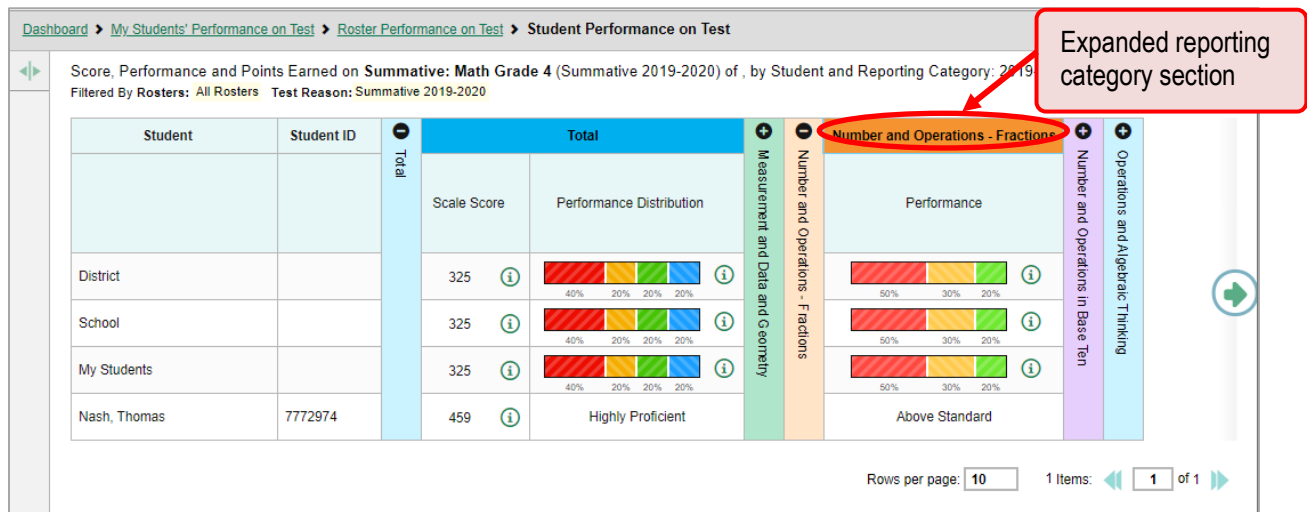 Dashboard > My Students' Performance on Test > Roster Performance on Test > Student Performance on Test
Expanded reporting
category section
Score, Performance and Points Earned on Summative: Math Grade 4 (Summative 2019-2020) of , by Student and Reporting Category: 2019-
Filtered By Rosters: All Rosters Test Reason: Summative 2019-2020
Student Student ID Total Total Measurement and Data and Geometry Number and Operations - Fractions Number and Operations - Fractions Number and Operations in Base Ten Operations and Algebraic Thinking
Scale Score Performance Distribution Performance
District 325
40% 20% 20% 20% 50% 30% 20%
School 325
40% 20% 20% 20% 50% 30% 20%
My Students 325
40% 20% 20% 20% 50% 30% 20%
Nash, Thomas 7772974 459 Highly Proficient Above Standard
Rows per page: 10 1 Items: 1 of 1